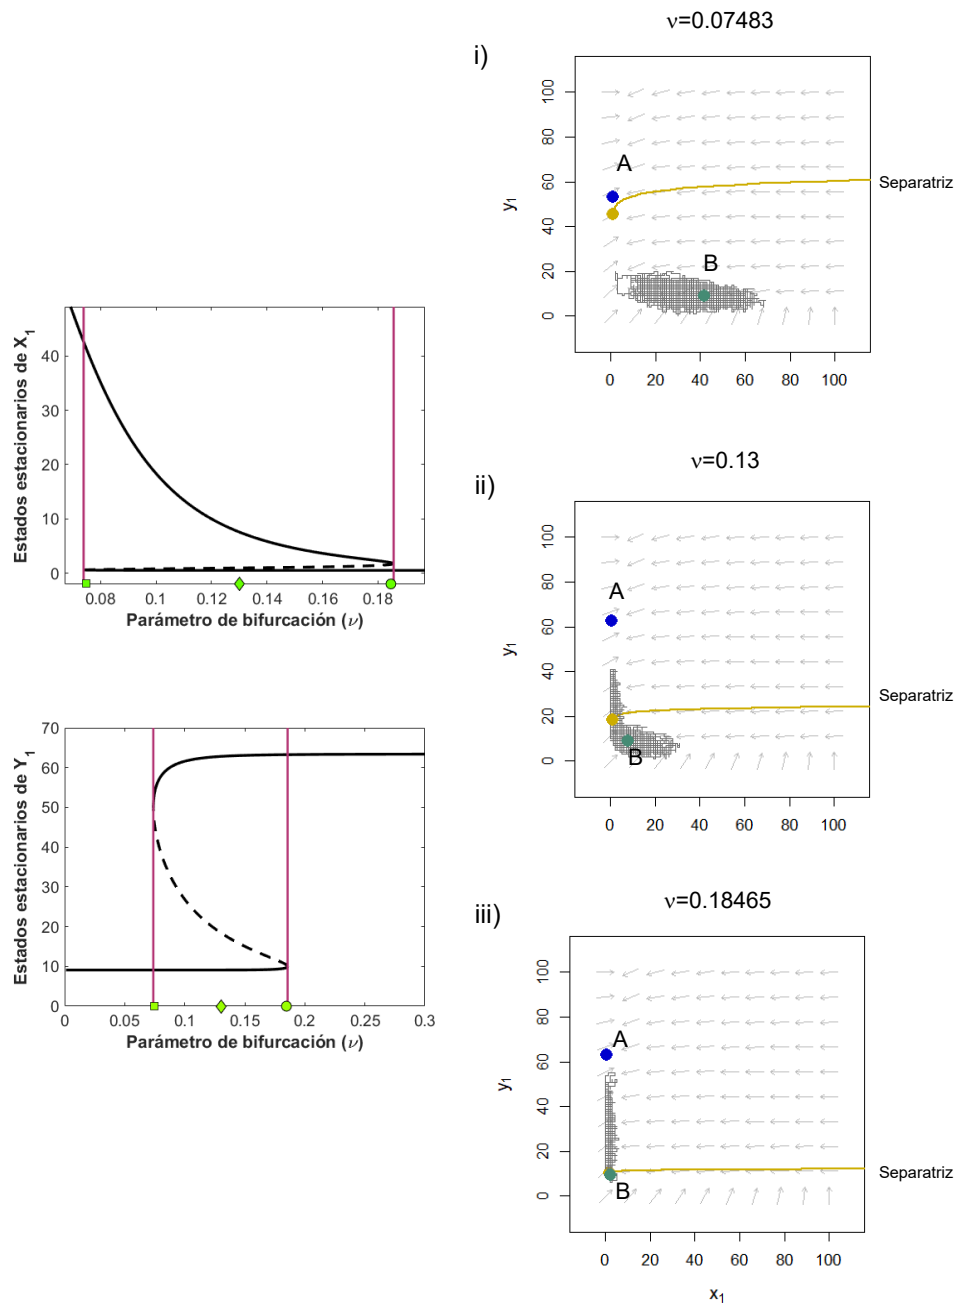 ν=0.07483
i)
100
80
60
40
20
0
y₁
A
B
Separatriz
0 20 40 60 80 100
Estados estacionarios de X₁
40
30
20
10
0
0.08 0.1 0.12 0.14 0.16 0.18
Parámetro de bifurcación (ν)
ν=0.13
ii)
100
80
60
40
20
0
y₁
A
B
Separatriz
0 20 40 60 80 100
Estados estacionarios de Y₁
70
60
50
40
30
20
10
0
0 0.05 0.1 0.15 0.2 0.25 0.3
Parámetro de bifurcación (ν)
ν=0.18465
iii)
100
80
60
40
20
0
y₁
A
B
Separatriz
0 20 40 60 80 100
x₁